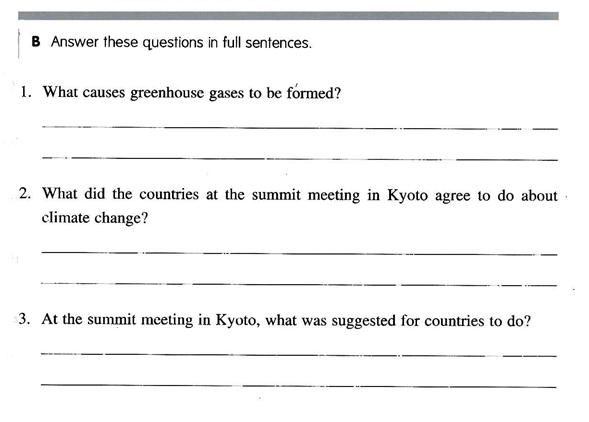 B Answer these questions in full sentences.
1. What causes greenhouse gases to be formed?
2. What did the countries at the summit meeting in Kyoto agree to do about
climate change?
3. At the summit meeting in Kyoto, what was suggested for countries to do?